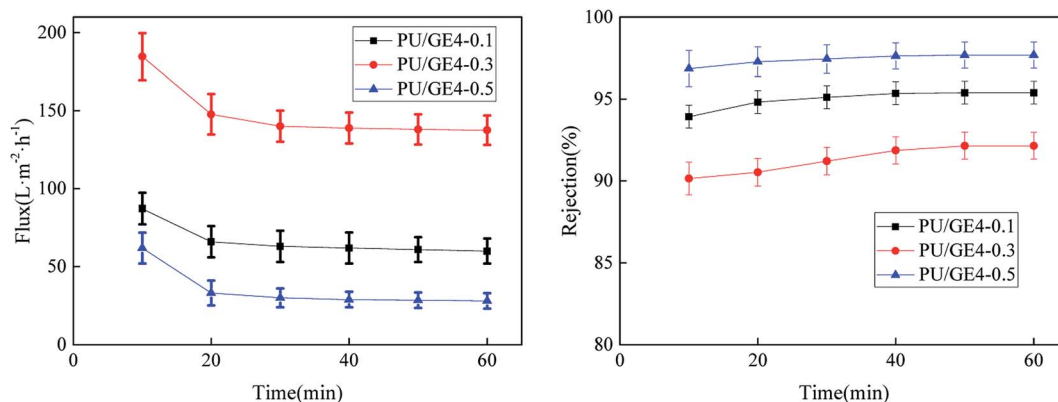 200
150
100
50
0
0
20
40
60
Flux(L·m⁻²·h⁻¹)
Time(min)
PU/GE4-0.1
PU/GE4-0.3
PU/GE4-0.5
100
95
90
85
80
0
20
40
60
Rejection(%)
Time(min)
PU/GE4-0.1
PU/GE4-0.3
PU/GE4-0.5